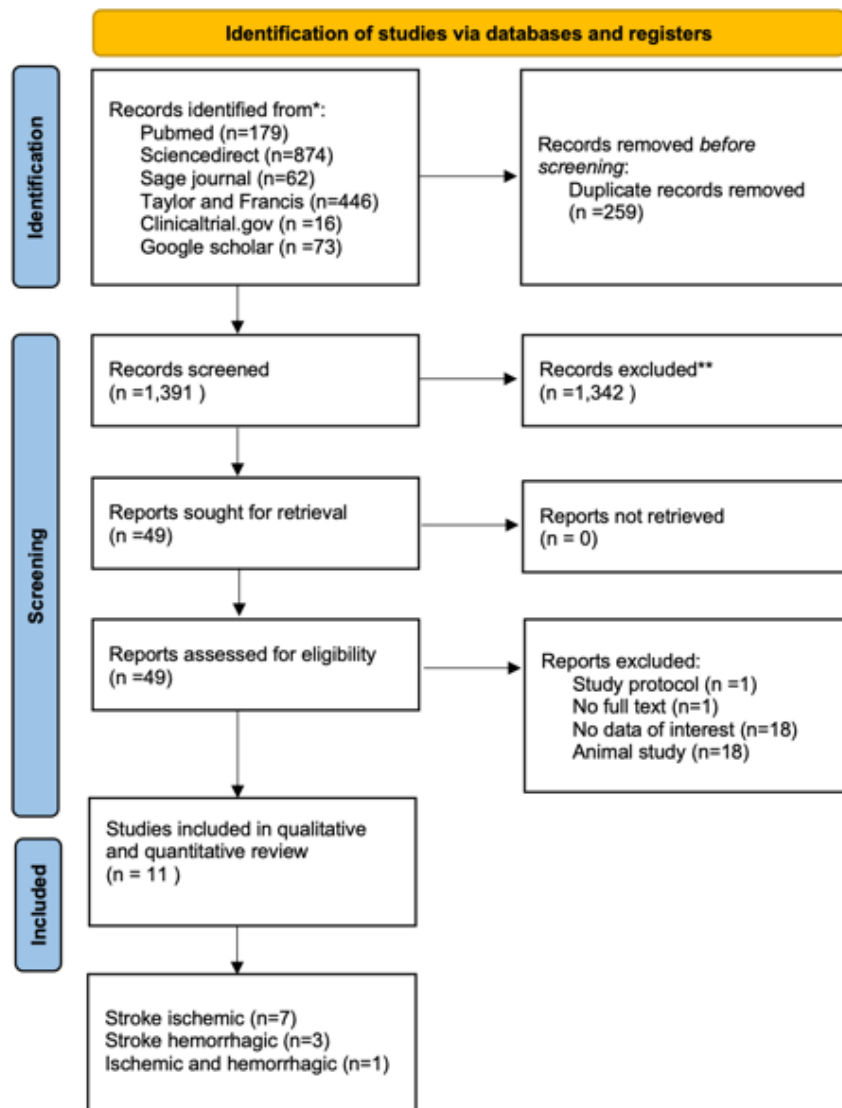 Identification of studies via databases and registers
Identification
Records identified from*:
Pubmed (n=179)
Sciencedirect (n=874)
Sage journal (n=62)
Taylor and Francis (n=446)
Clinicaltrial.gov (n =16)
Google scholar (n =73)
Records removed before
screening:
Duplicate records removed
(n =259)
Screening
Records screened
(n =1,391 )
Records excluded**
(n =1,342 )
Reports sought for retrieval
(n =49)
Reports not retrieved
(n = 0)
Reports assessed for eligibility
(n =49)
Reports excluded:
Study protocol (n =1)
No full text (n=1)
No data of interest (n=18)
Animal study (n=18)
Included
Studies included in qualitative
and quantitative review
(n = 11 )
Stroke ischemic (n=7)
Stroke hemorrhagic (n=3)
Ischemic and hemorrhagic (n=1)